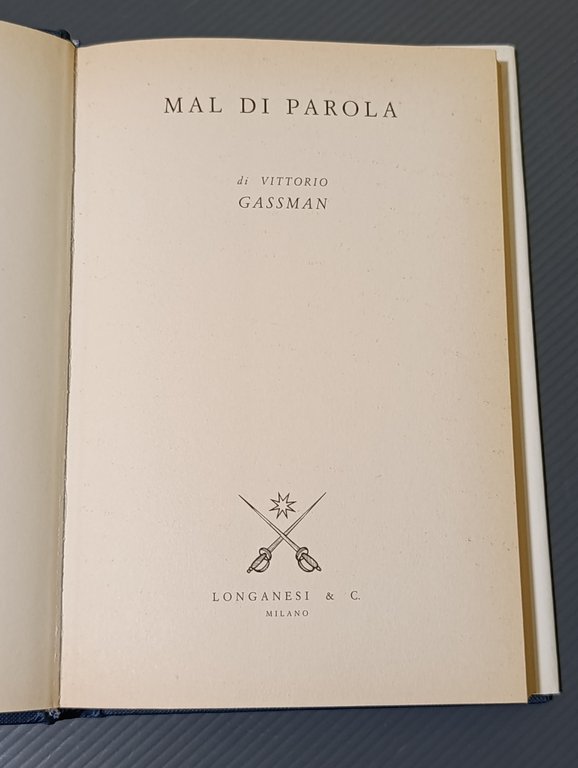 MAL DI PAROLA
di VITTORIO
GASSMAN
LONGANESI & C.
MILANO